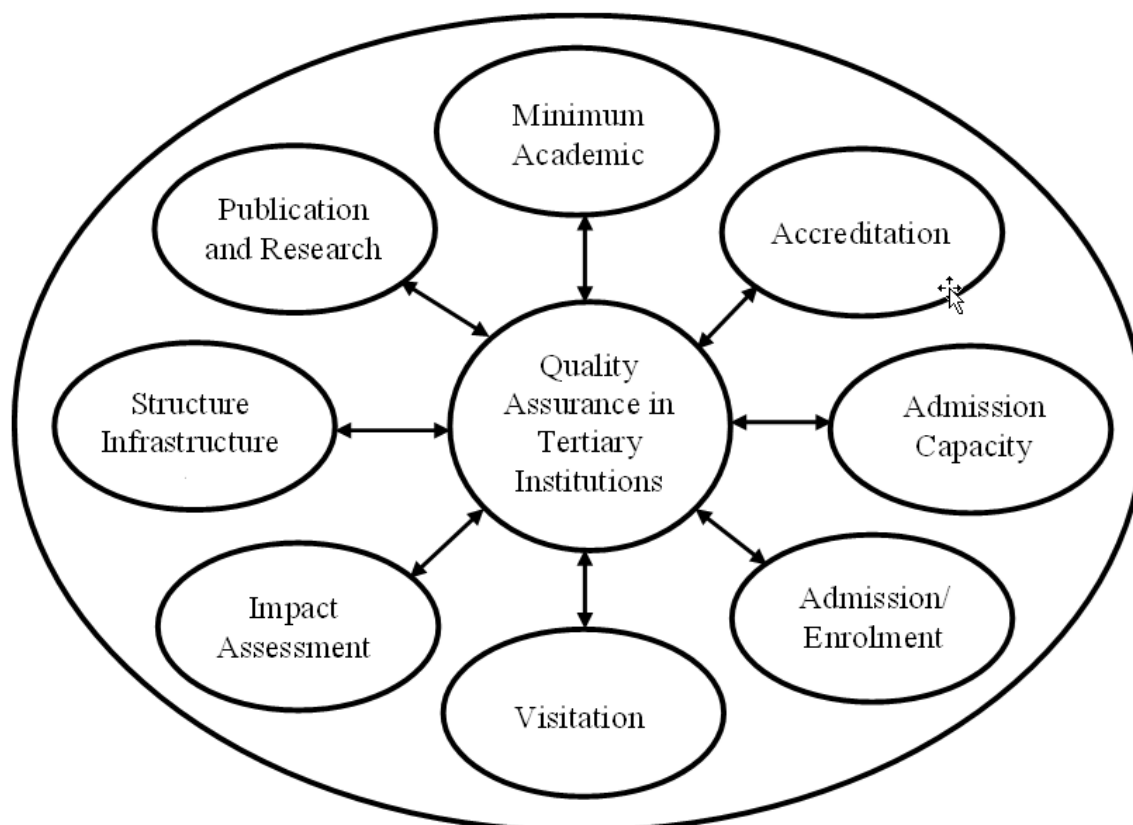 Minimum
Academic
Publication
and Research
Accreditation
Quality
Assurance in
Tertiary
Institutions
Structure
Infrastructure
Admission
Capacity
Impact
Assessment
Admission/
Enrolment
Visitation